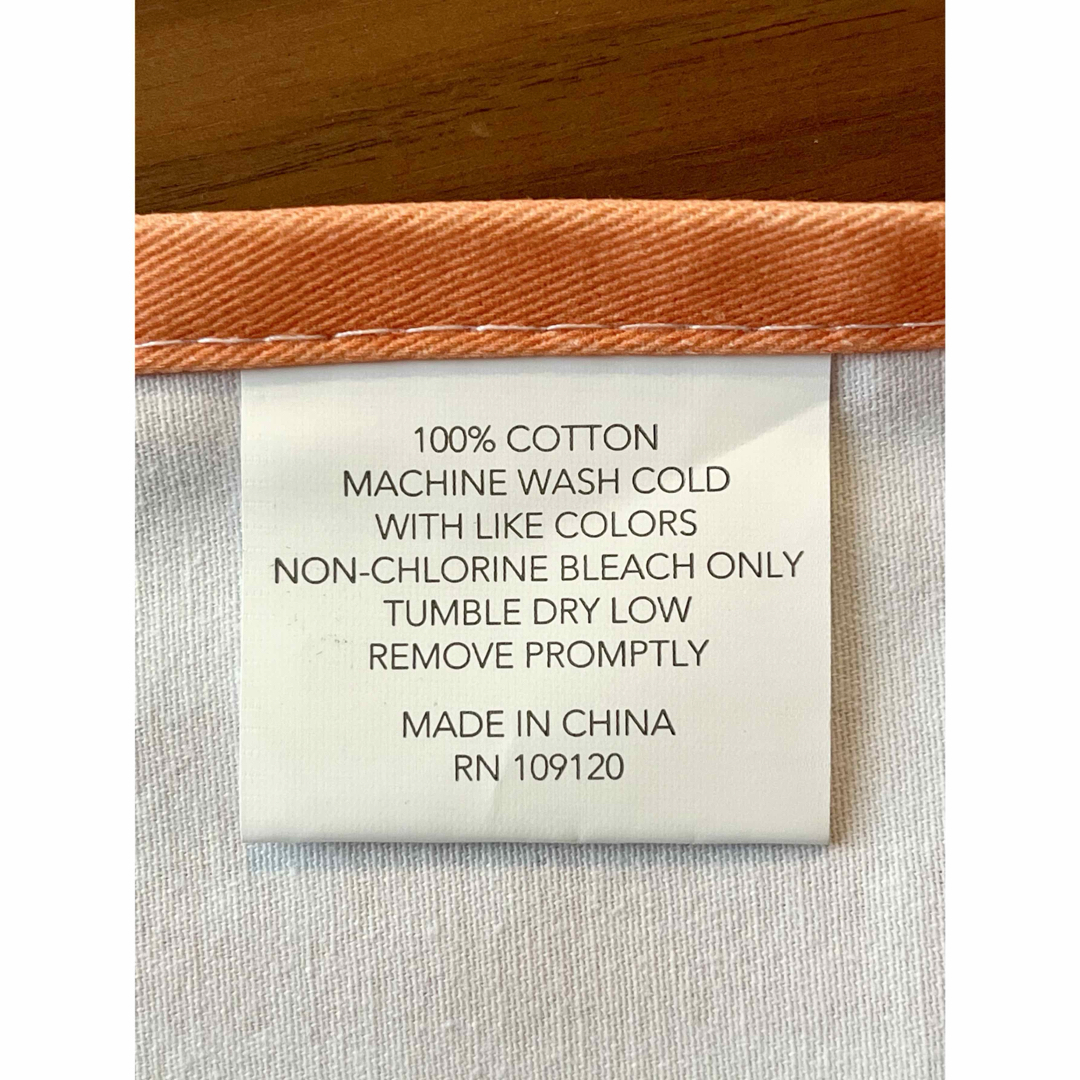 100% COTTON
MACHINE WASH COLD
WITH LIKE COLORS
NON-CHLORINE BLEACH ONLY
TUMBLE DRY LOW
REMOVE PROMPTLY
MADE IN CHINA
RN 109120